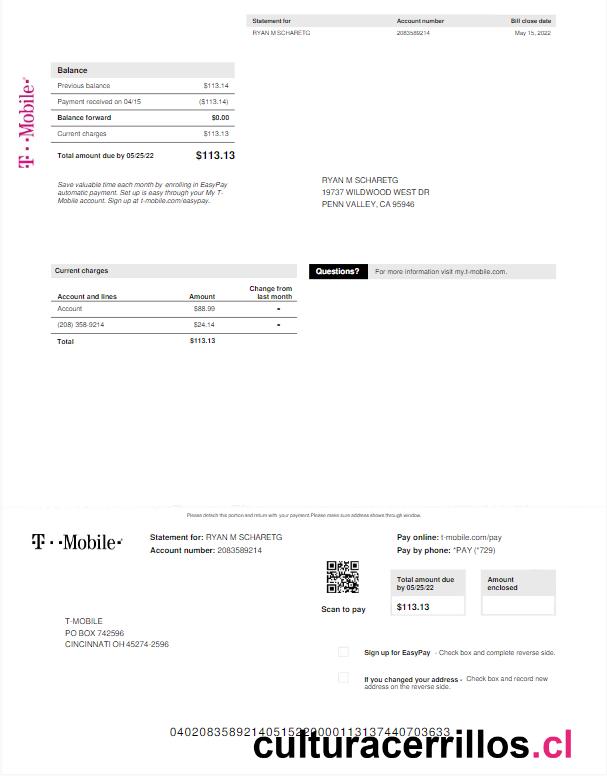 Statement for Account number Bill close date
RYAN M SCHARETG 2083589214 May 15, 2022
T··Mobile·
Balance
Previous balance $113.14
Payment received on 04/15 ($113.14)
Balance forward $0.00
Current charges $113.13
Total amount due by 05/25/22 $113.13
Save valuable time each month by enrolling in EasyPay
automatic payment. Set up is easy through your My T-
Mobile account. Sign up at t-mobile.com/easypay.
RYAN M SCHARETG
19737 WILDWOOD WEST DR
PENN VALLEY, CA 95946
Current charges
Account and lines Amount Change from last month
Account $88.99 -
(208) 358-9214 $24.14 -
Total $113.13
Questions? For more information visit my.t-mobile.com.
Please detach this portion and return with your payment.Please make sure address shows through window.
T··Mobile·
Statement for: RYAN M SCHARETG
Account number: 2083589214
Pay online: t-mobile.com/pay
Pay by phone: *PAY (*729)
Scan to pay
Total amount due
by 05/25/22
$113.13
Amount
enclosed
T-MOBILE
PO BOX 742596
CINCINNATI OH 45274-2596
Sign up for EasyPay - Check box and complete reverse side.
If you changed your address - Check box and record new
address on the reverse side.
culturacerrillos.cl